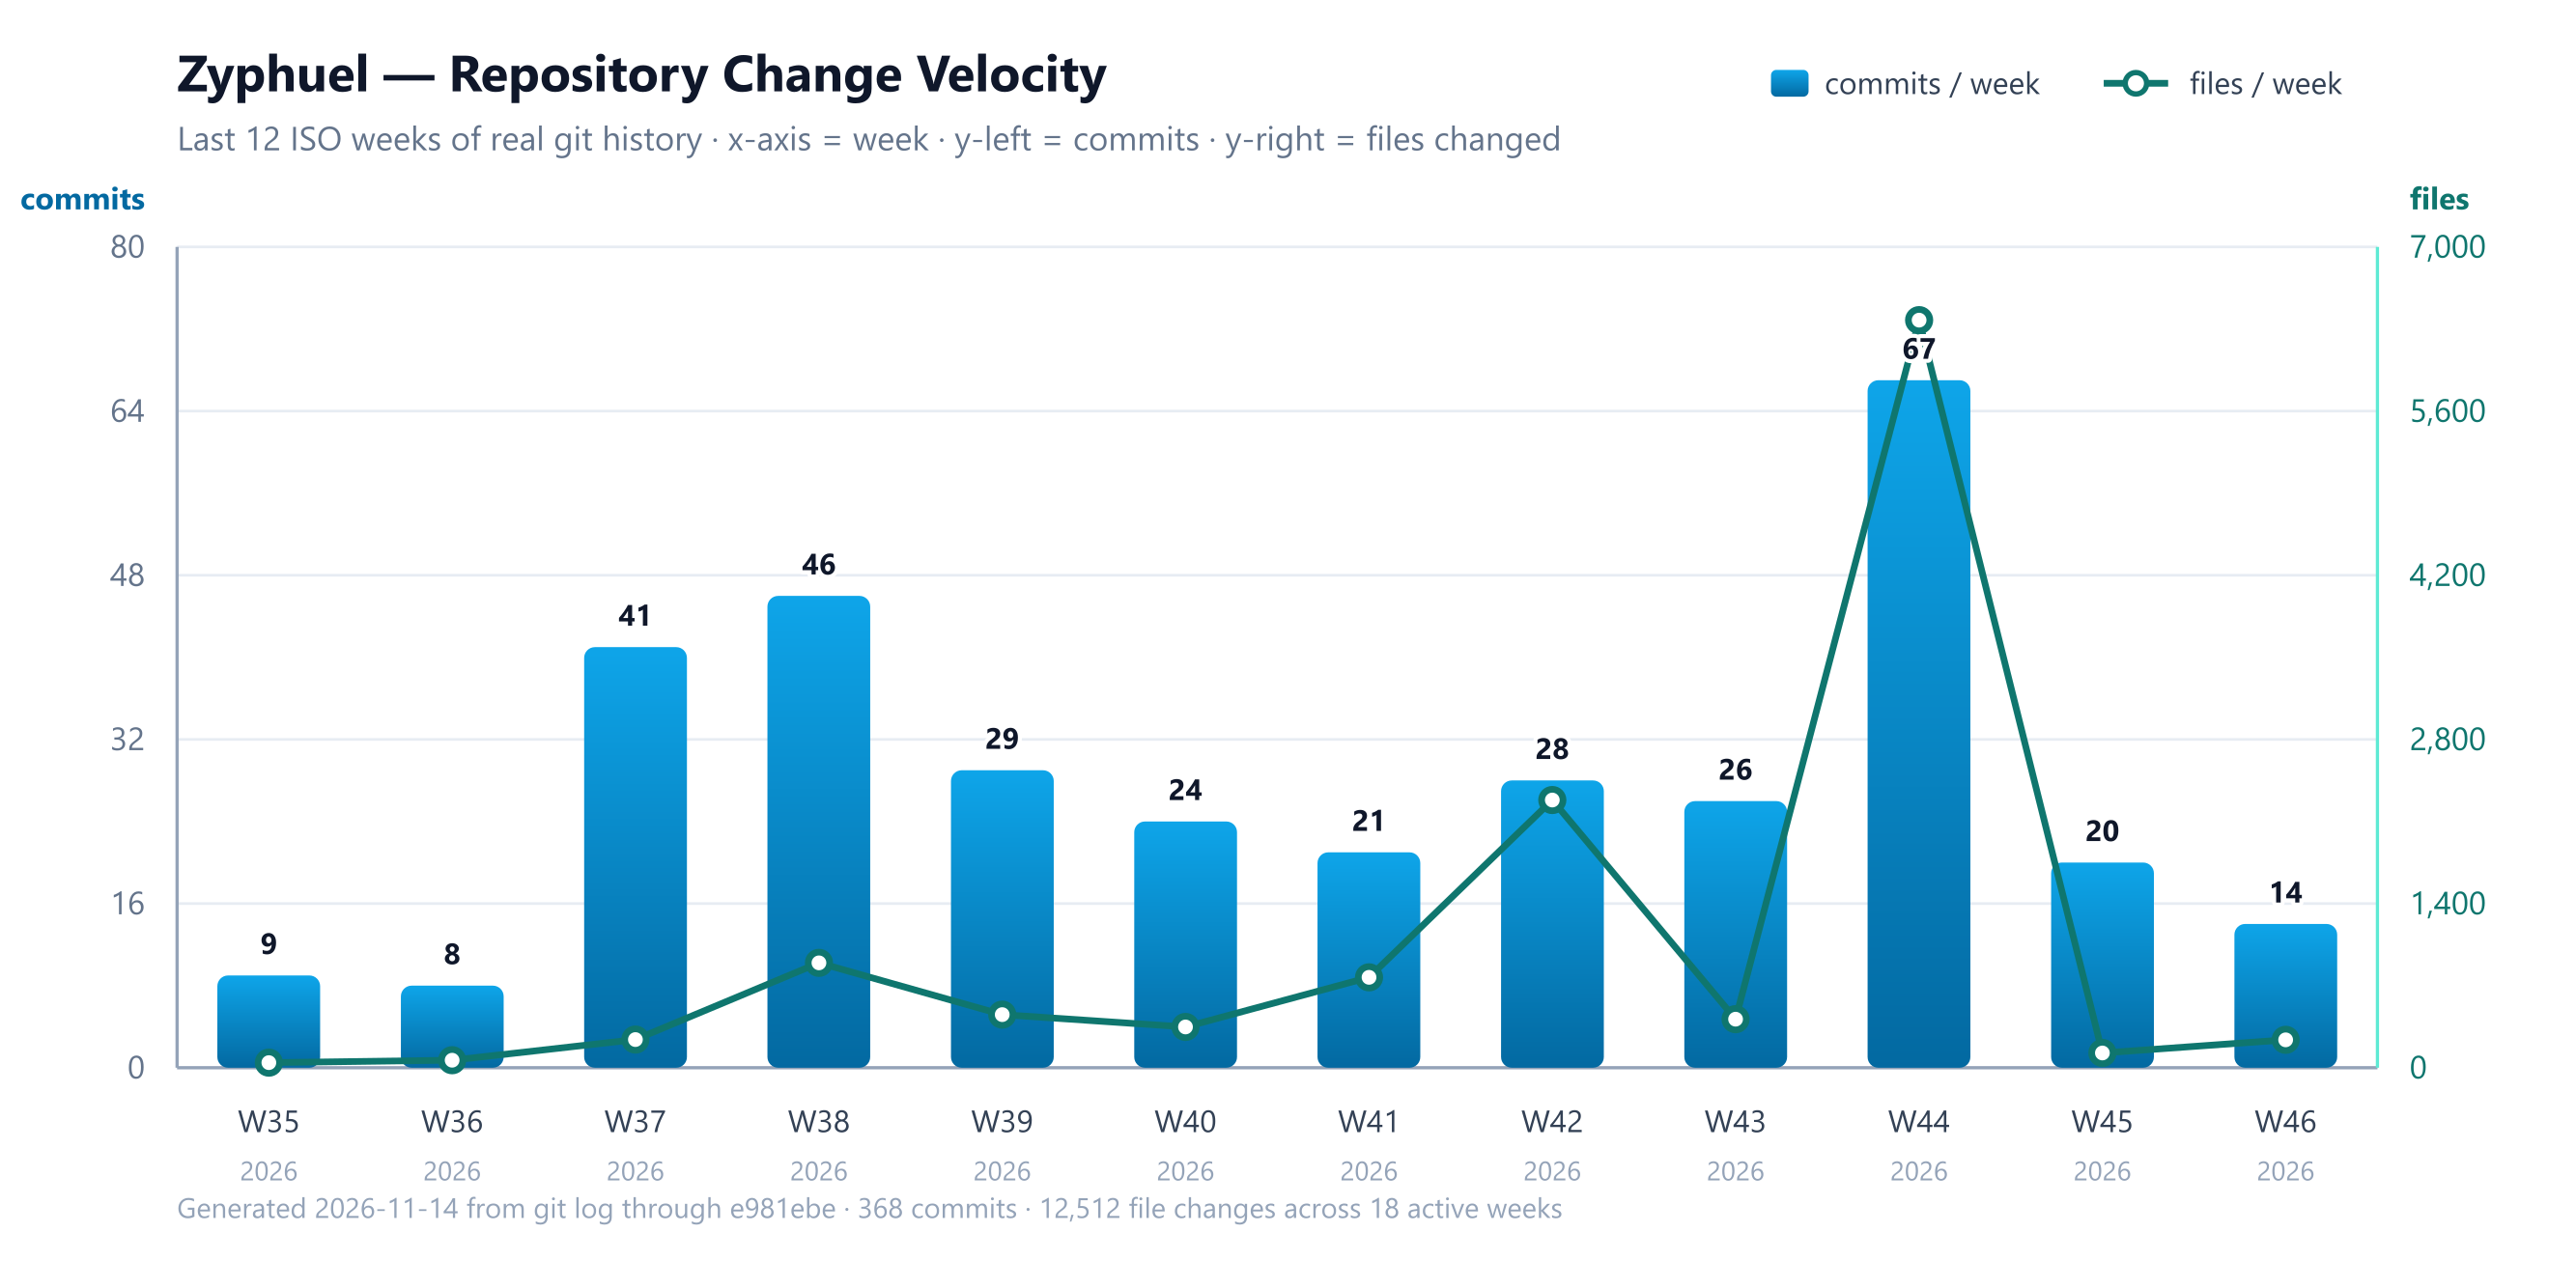 Zyphuel — Repository Change Velocity
commits / week
files / week
Last 12 ISO weeks of real git history · x-axis = week · y-left = commits · y-right = files changed
commits
files
80
7,000
67
64
5,600
46
48
4,200
41
29
32
2,800
28
26
24
21
20
16
1,400
14
9
8
0
0
W35 W36 W37 W38 W39 W40 W41 W42 W43 W44 W45 W46
2026 2026 2026 2026 2026 2026 2026 2026 2026 2026 2026 2026
Generated 2026-11-14 from git log through e981ebe · 368 commits · 12,512 file changes across 18 active weeks